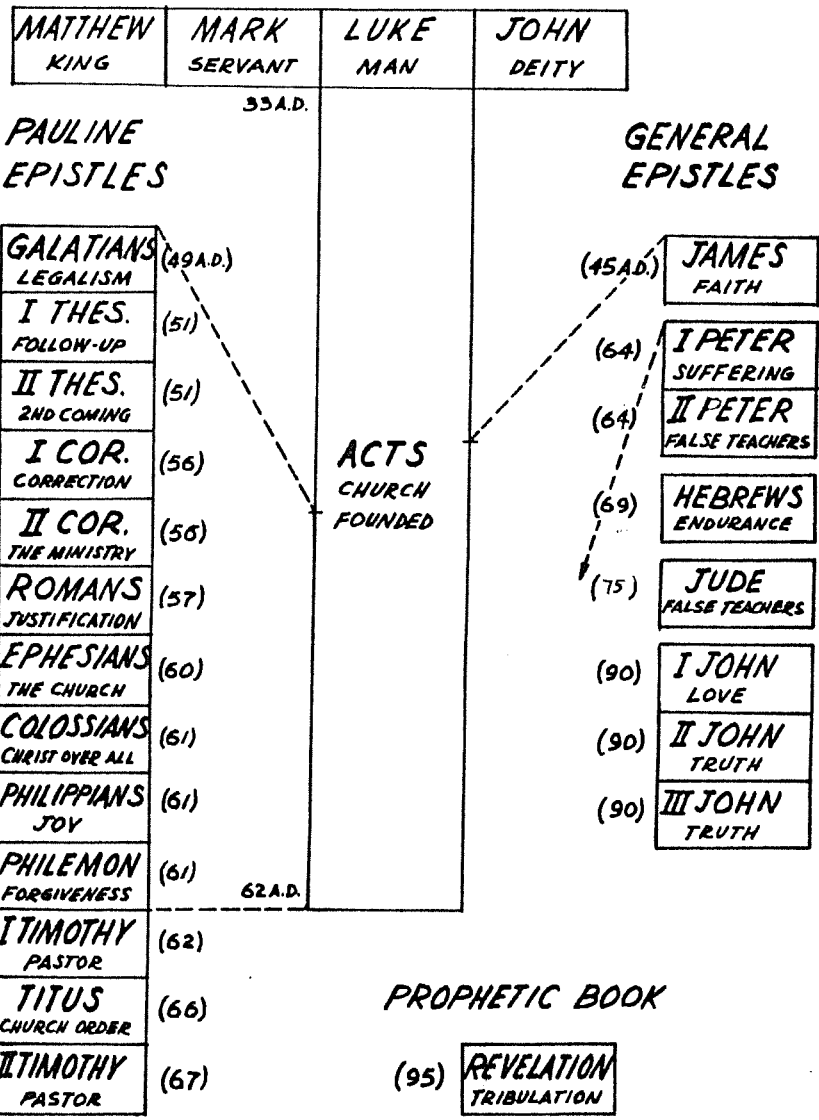 MATTHEW
KING
MARK
SERVANT
LUKE
MAN
JOHN
DEITY
33 A.D.
PAULINE
EPISTLES
GALATIANS
LEGALISM
(49 A.D.)
I THES.
FOLLOW-UP
(51)
II THES.
2ND COMING
(51)
I COR.
CORRECTION
(56)
II COR.
THE MINISTRY
(56)
ROMANS
JUSTIFICATION
(57)
EPHESIANS
THE CHURCH
(60)
COLOSSIANS
CHRIST OVER ALL
(61)
PHILIPPIANS
JOY
(61)
PHILEMON
FORGIVENESS
(61)
62 A.D.
I TIMOTHY
PASTOR
(62)
TITUS
CHURCH ORDER
(66)
II TIMOTHY
PASTOR
(67)
ACTS
CHURCH
FOUNDED
GENERAL
EPISTLES
(45 A.D.)
JAMES
FAITH
(64)
I PETER
SUFFERING
(64)
II PETER
FALSE TEACHERS
(69)
HEBREWS
ENDURANCE
(75)
JUDE
FALSE TEACHERS
(90)
I JOHN
LOVE
(90)
II JOHN
TRUTH
(90)
III JOHN
TRUTH
PROPHETIC BOOK
(95)
REVELATION
TRIBULATION